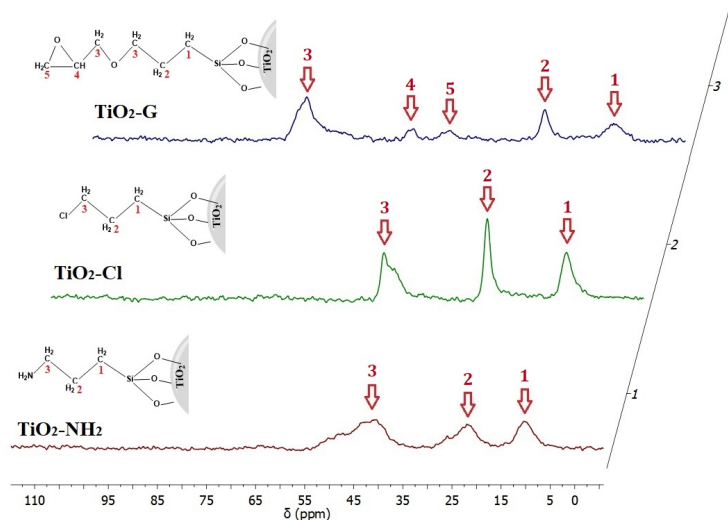 H₂
C
3
H₂
C
3
O
H₂
C
1
O
O
H₂C
5
CH
4
O
C
H₂
2
Si
O
O
TiO₂
TiO₂-G
3
4
5
2
1
3
H₂
C
3
H₂
C
1
O
Cl
C
H₂
2
Si
O
O
TiO₂
TiO₂-Cl
3
2
1
2
H₂
C
3
H₂
C
1
O
H₂N
C
H₂
2
Si
O
O
TiO₂
TiO₂-NH₂
3
2
1
1
110 95 85 75 65 55 45 35 25 15 5 0 -5
δ (ppm)